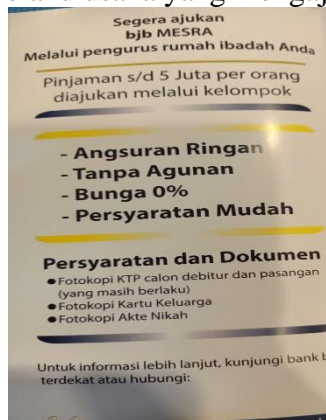 Segera ajukan
bjb MESRA
Melalui pengurus rumah ibadah Anda
Pinjaman s/d 5 Juta per orang
diajukan melalui kelompok
- Angsuran Ringan
- Tanpa Agunan
- Bunga 0%
- Persyaratan Mudah
Persyaratan dan Dokumen
● Fotokopi KTP calon debitur dan pasangan
(yang masih berlaku)
● Fotokopi Kartu Keluarga
● Fotokopi Akte Nikah
Untuk informasi lebih lanjut, kunjungi bank
terdekat atau hubungi: